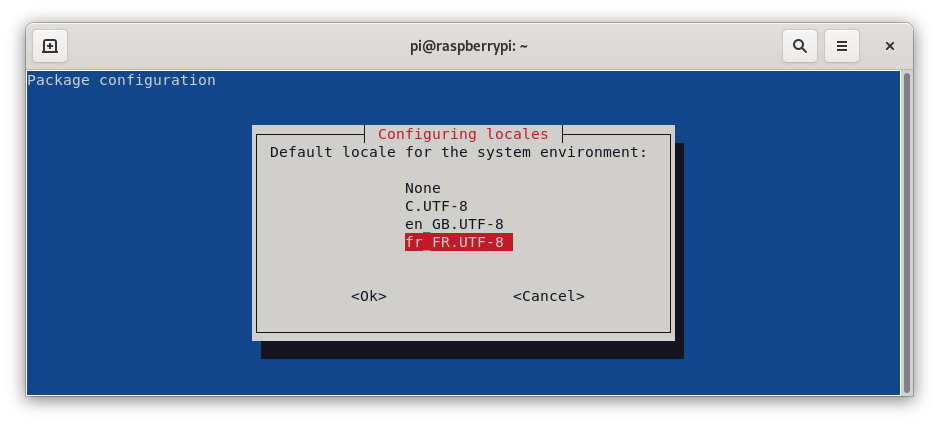 pi@raspberrypi: ~
Package configuration
Configuring locales
Default locale for the system environment:
None
C.UTF-8
en_GB.UTF-8
fr_FR.UTF-8
<Ok> <Cancel>